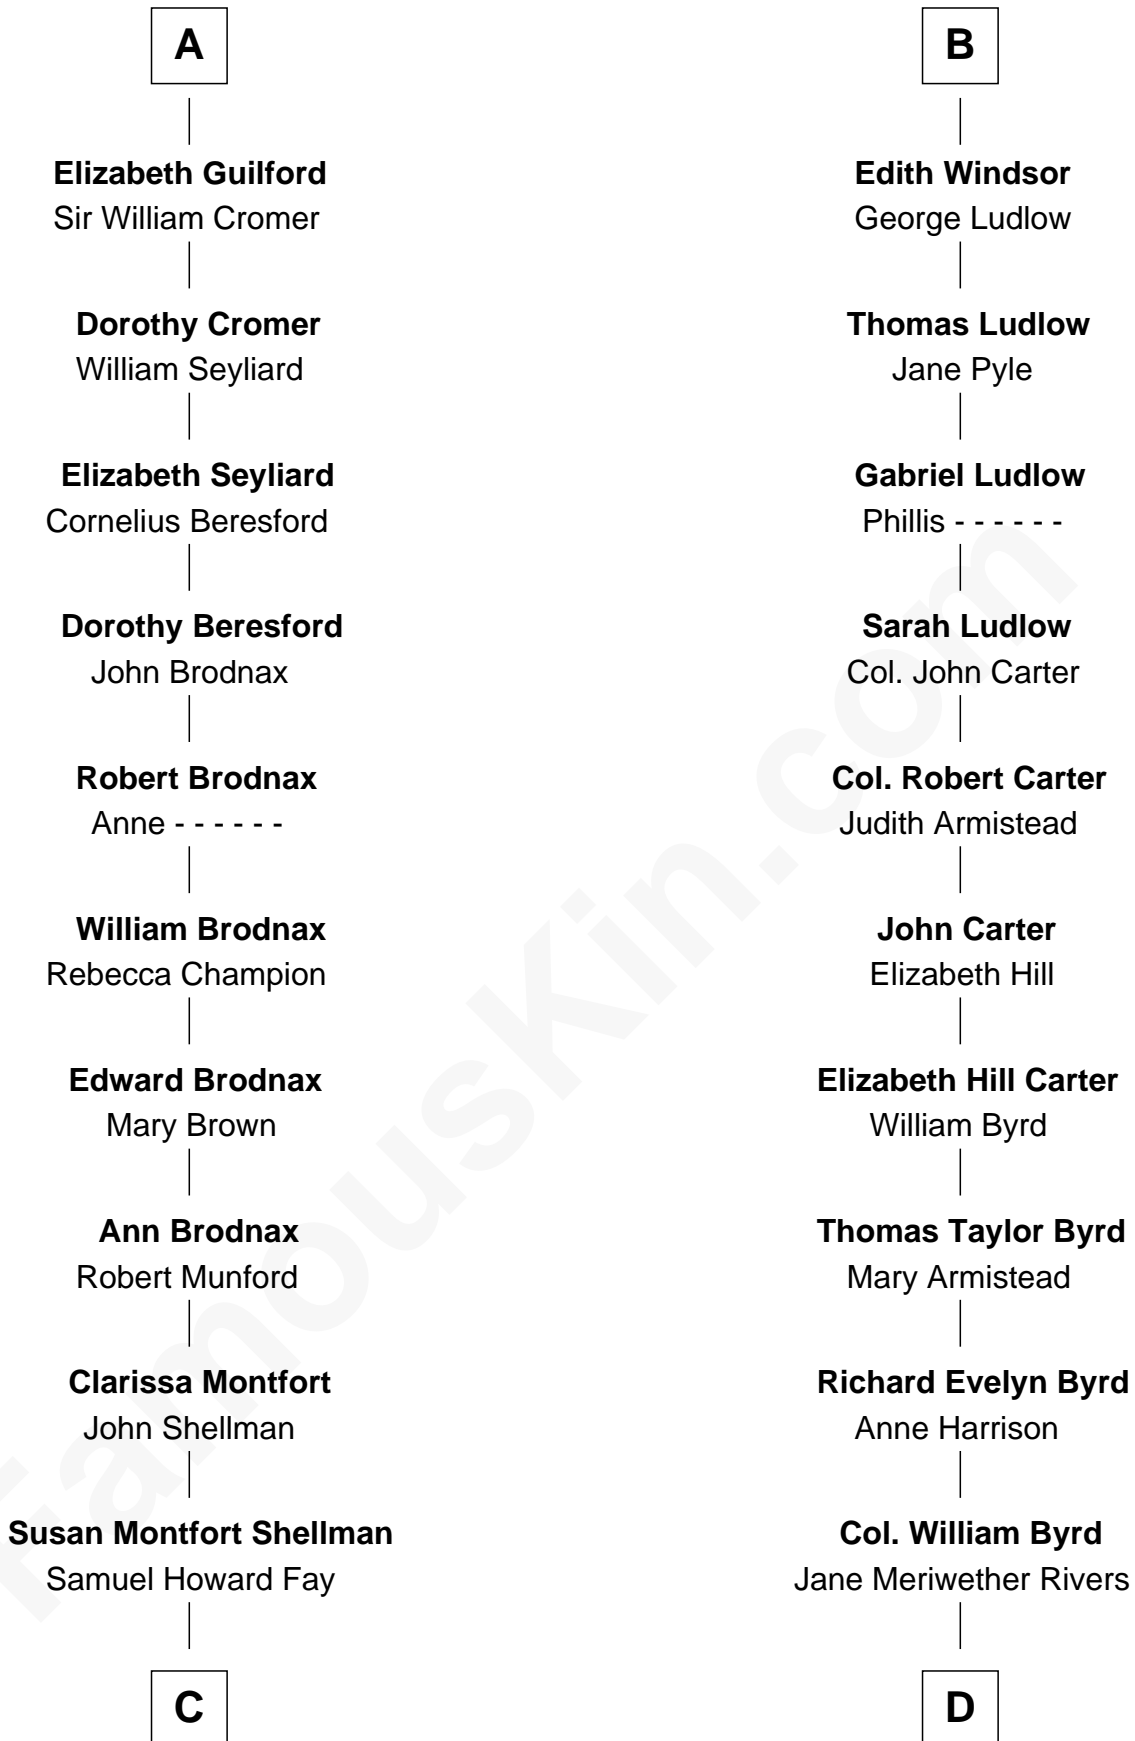 A
Elizabeth Guilford
Sir William Cromer
Dorothy Cromer
William Seyliard
Elizabeth Seyliard
Cornelius Beresford
Dorothy Beresford
John Brodnax
Robert Brodnax
Anne - - - - - -
William Brodnax
Rebecca Champion
Edward Brodnax
Mary Brown
Ann Brodnax
Robert Munford
Clarissa Montfort
John Shellman
Susan Montfort Shellman
Samuel Howard Fay
C
B
Edith Windsor
George Ludlow
Thomas Ludlow
Jane Pyle
Gabriel Ludlow
Phillis - - - - - -
Sarah Ludlow
Col. John Carter
Col. Robert Carter
Judith Armistead
John Carter
Elizabeth Hill
Elizabeth Hill Carter
William Byrd
Thomas Taylor Byrd
Mary Armistead
Richard Evelyn Byrd
Anne Harrison
Col. William Byrd
Jane Meriwether Rivers
D
famouskin.com